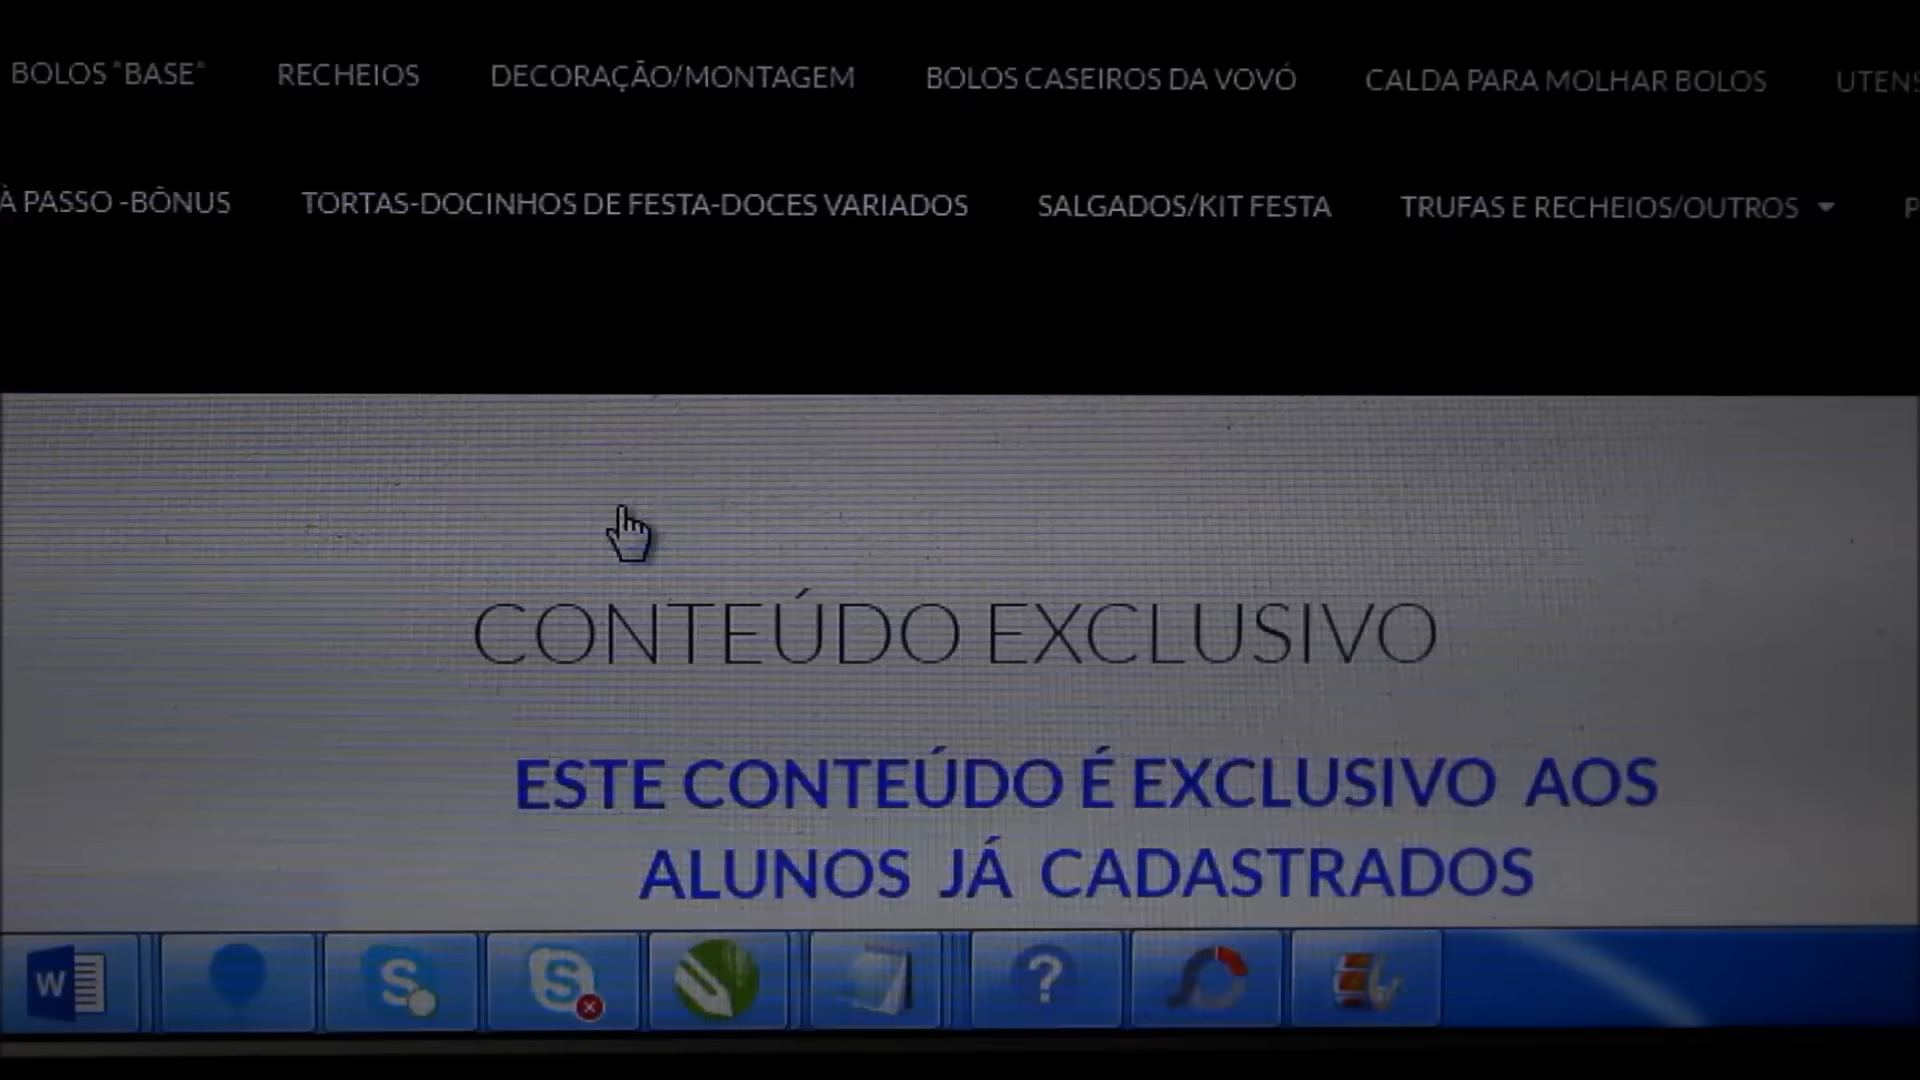 BOLOS "BASE" RECHEIOS DECORAÇÃO/MONTAGEM BOLOS CASEIROS DA VOVÓ CALDA PARA MOLHAR BOLOS UTENS
À PASSO -BÔNUS TORTAS-DOCINHOS DE FESTA-DOCES VARIADOS SALGADOS/KIT FESTA TRUFAS E RECHEIOS/OUTROS P
CONTEÚDO EXCLUSIVO
ESTE CONTEÚDO É EXCLUSIVO AOS
ALUNOS JÁ CADASTRADOS
W S S ?